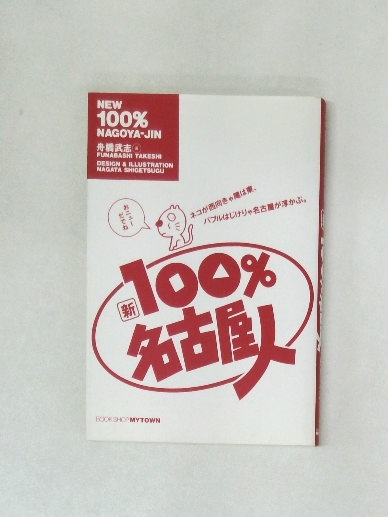 NEW
100%
NAGOYA-JIN
舟橋武志 著
FUNABASHI TAKESHI
DESIGN & ILLUSTRATION
NAGATA SHIGETSUGU
ネコが西向きゃ尾は東、
バブルはじけりゃ名古屋が浮かぶ。
新
100%
名古屋人
BOOKSHOP MYTOWN